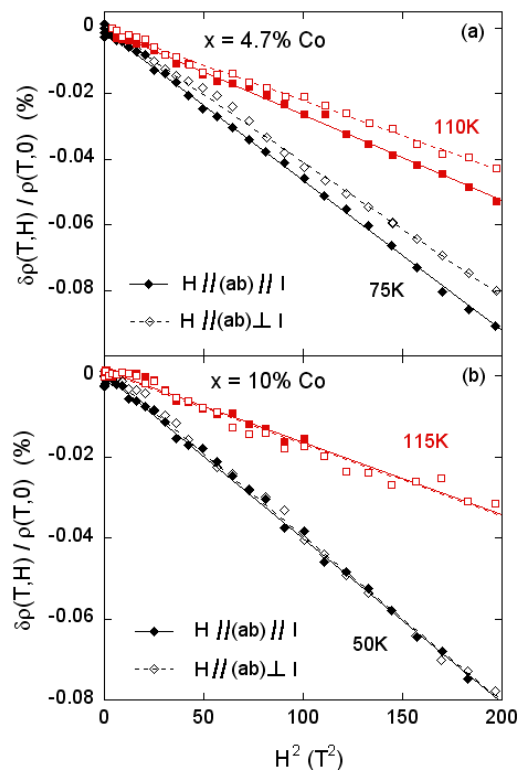 x = 4.7% Co
(a)
0
-0.02
-0.04
-0.06
-0.08
δρ(T,H) / ρ(T,0) (%)
110K
75K
H //(ab) // I
H //(ab)⊥ I
x = 10% Co
(b)
0
-0.02
-0.04
-0.06
-0.08
δρ(T,H) / ρ(T,0) (%)
115K
50K
H //(ab) // I
H //(ab)⊥ I
0 50 100 150 200
H² (T²)